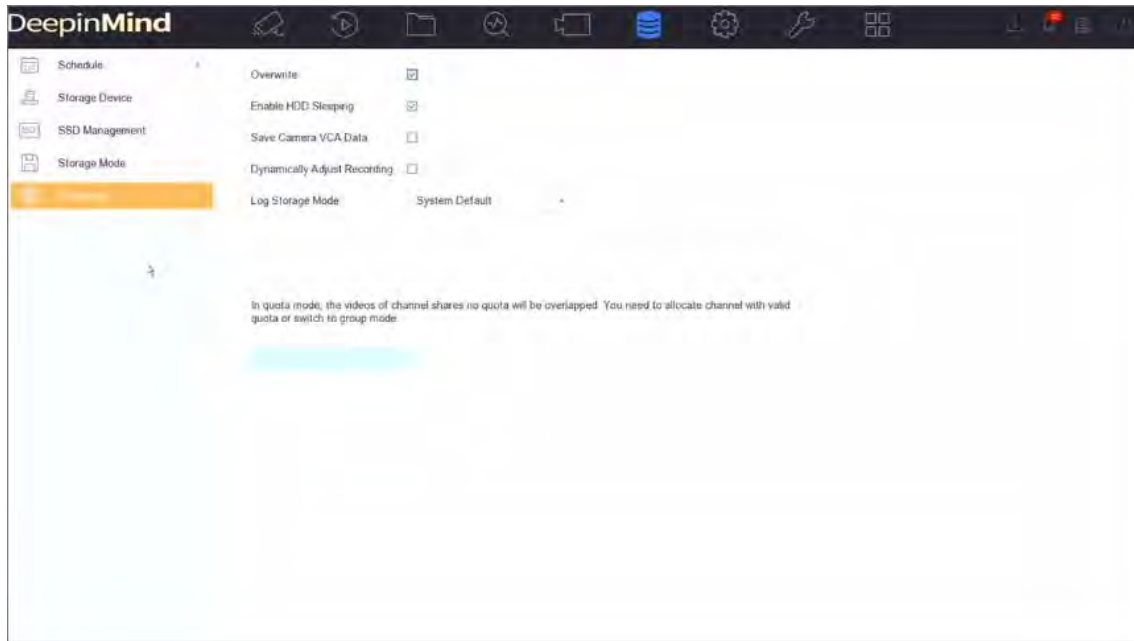 DeepinMind
Schedule
Storage Device
SSD Management
Storage Mode
Overwrite
Enable HDD Sleeping
Save Camera VCA Data
Dynamically Adjust Recording
Log Storage Mode System Default
In quota mode, the videos of channel shares no quota will be overlapped. You need to allocate channel with valid
quota or switch to group mode.